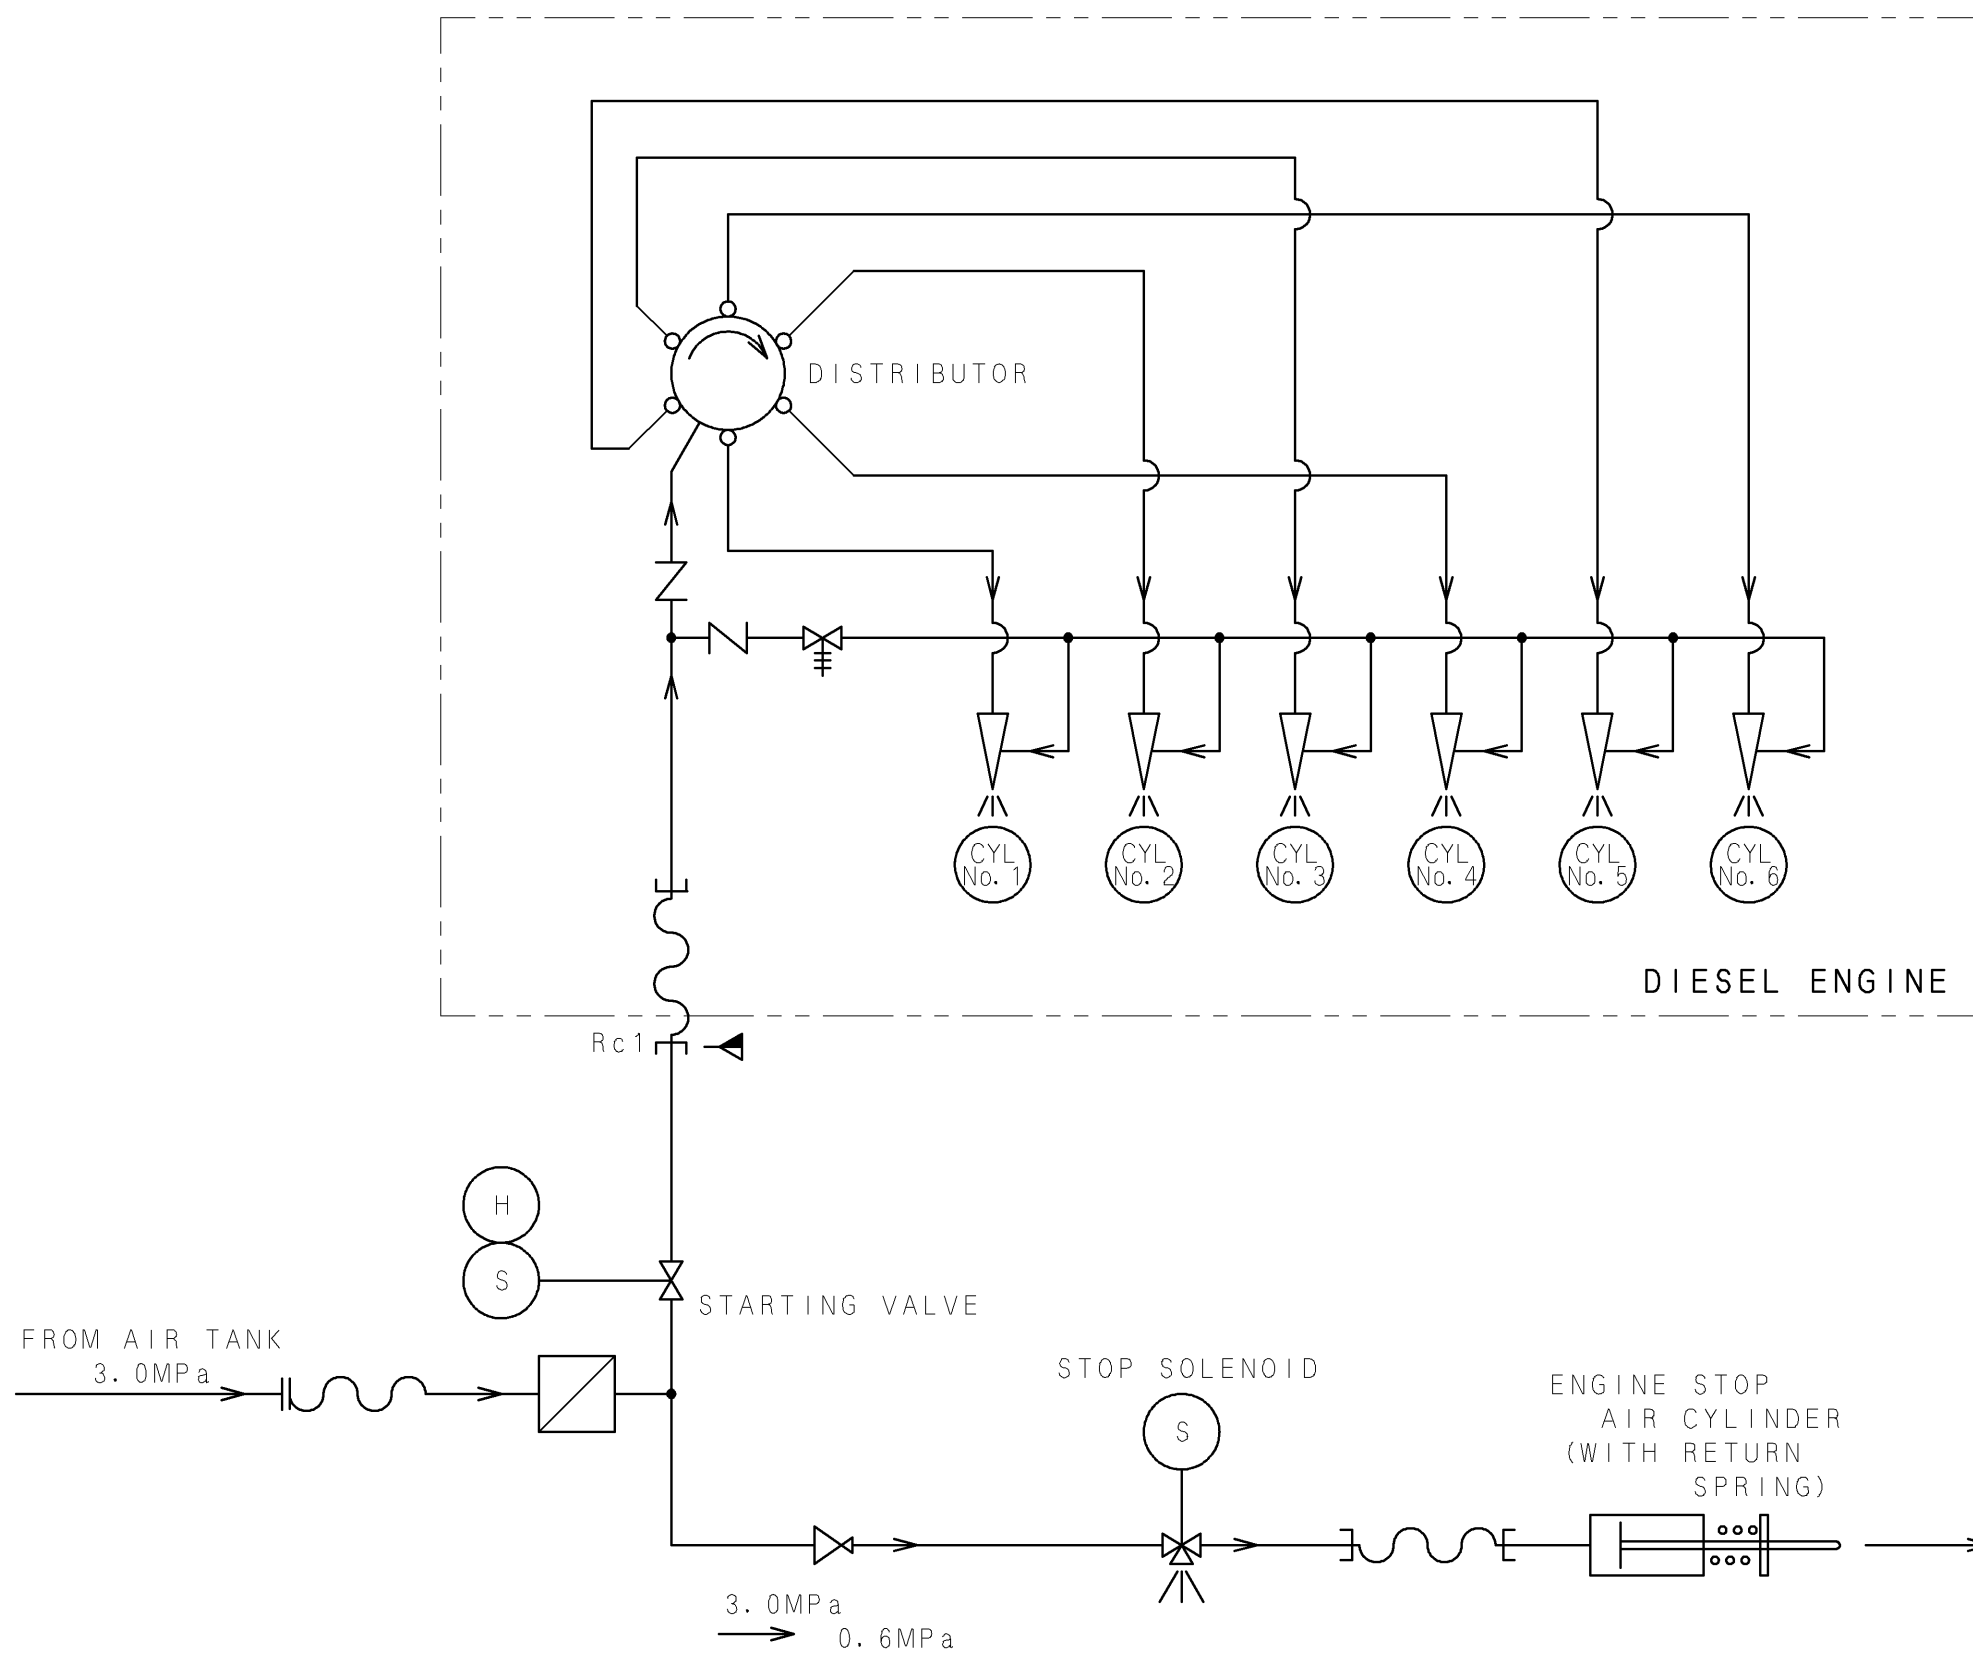 DISTRIBUTOR
CYL
No. 1
CYL
No. 2
CYL
No. 3
CYL
No. 4
CYL
No. 5
CYL
No. 6
DIESEL ENGINE
Rc1
H
S
STARTING VALVE
FROM AIR TANK
3.0MPa
STOP SOLENOID
S
ENGINE STOP
AIR CYLINDER
(WITH RETURN
SPRING)
3.0MPa
0.6MPa